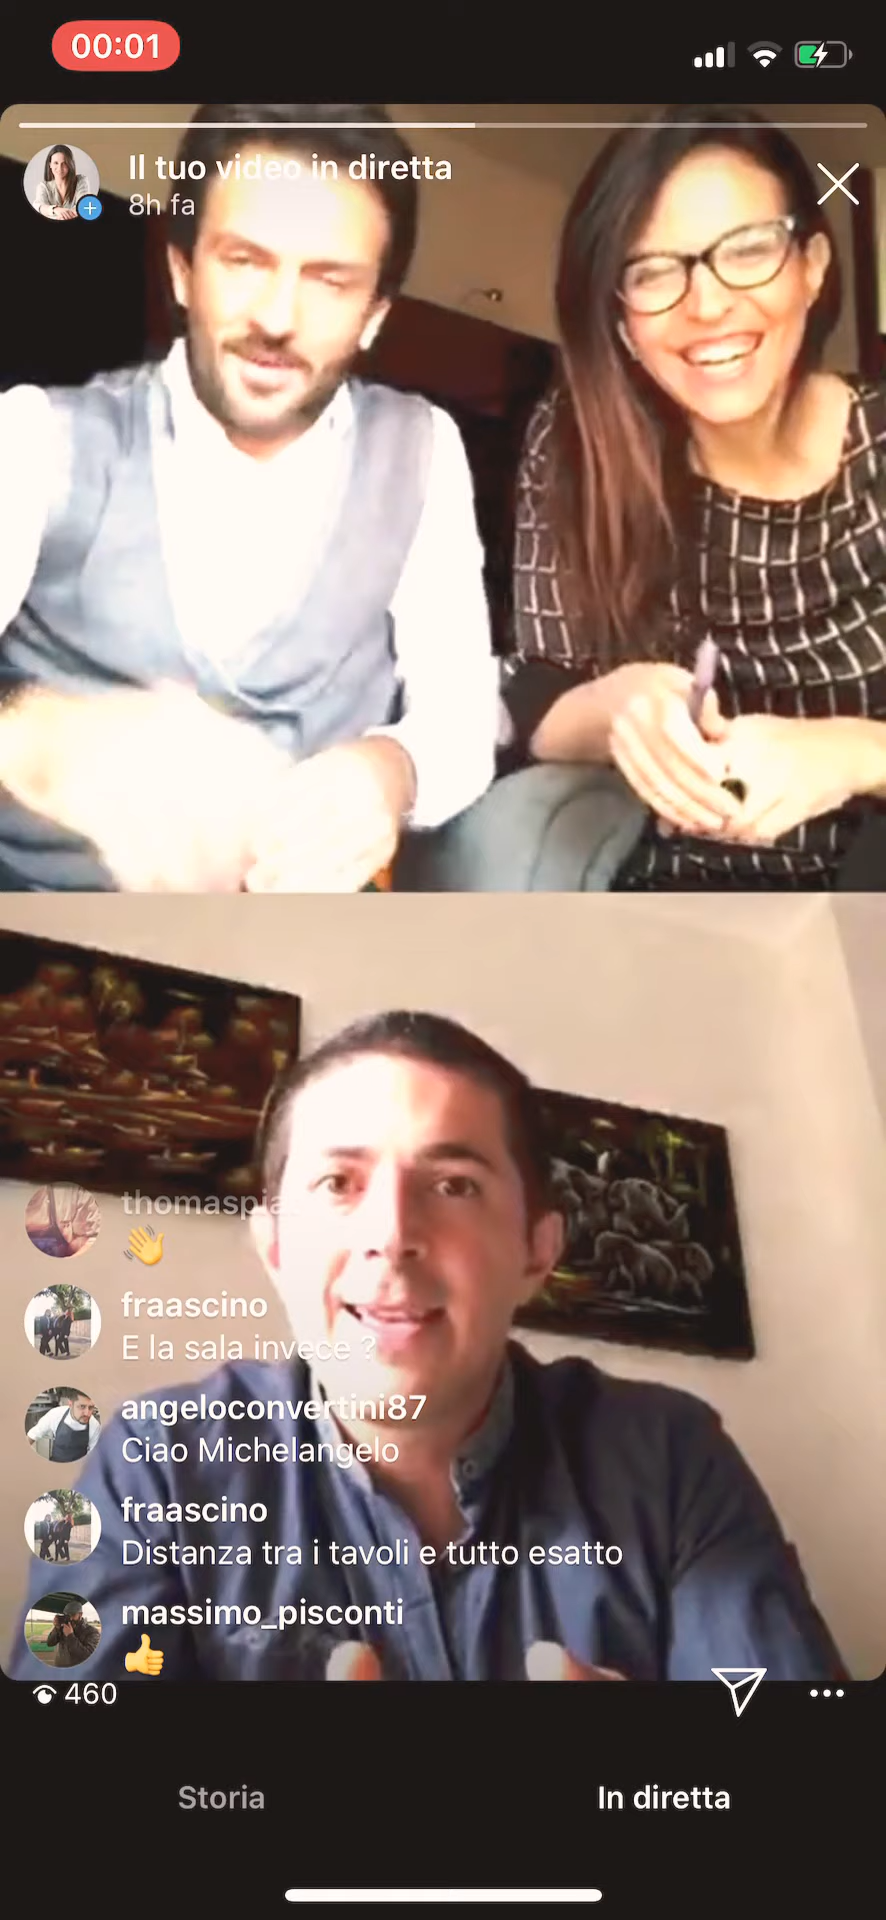 00:01
Il tuo video in diretta
8h fa
👋
fraascino
E la sala invece ?
angeloconvertini87
Ciao Michelangelo
fraascino
Distanza tra i tavoli e tutto esatto
massimo_pisconti
👍
460
Storia
In diretta